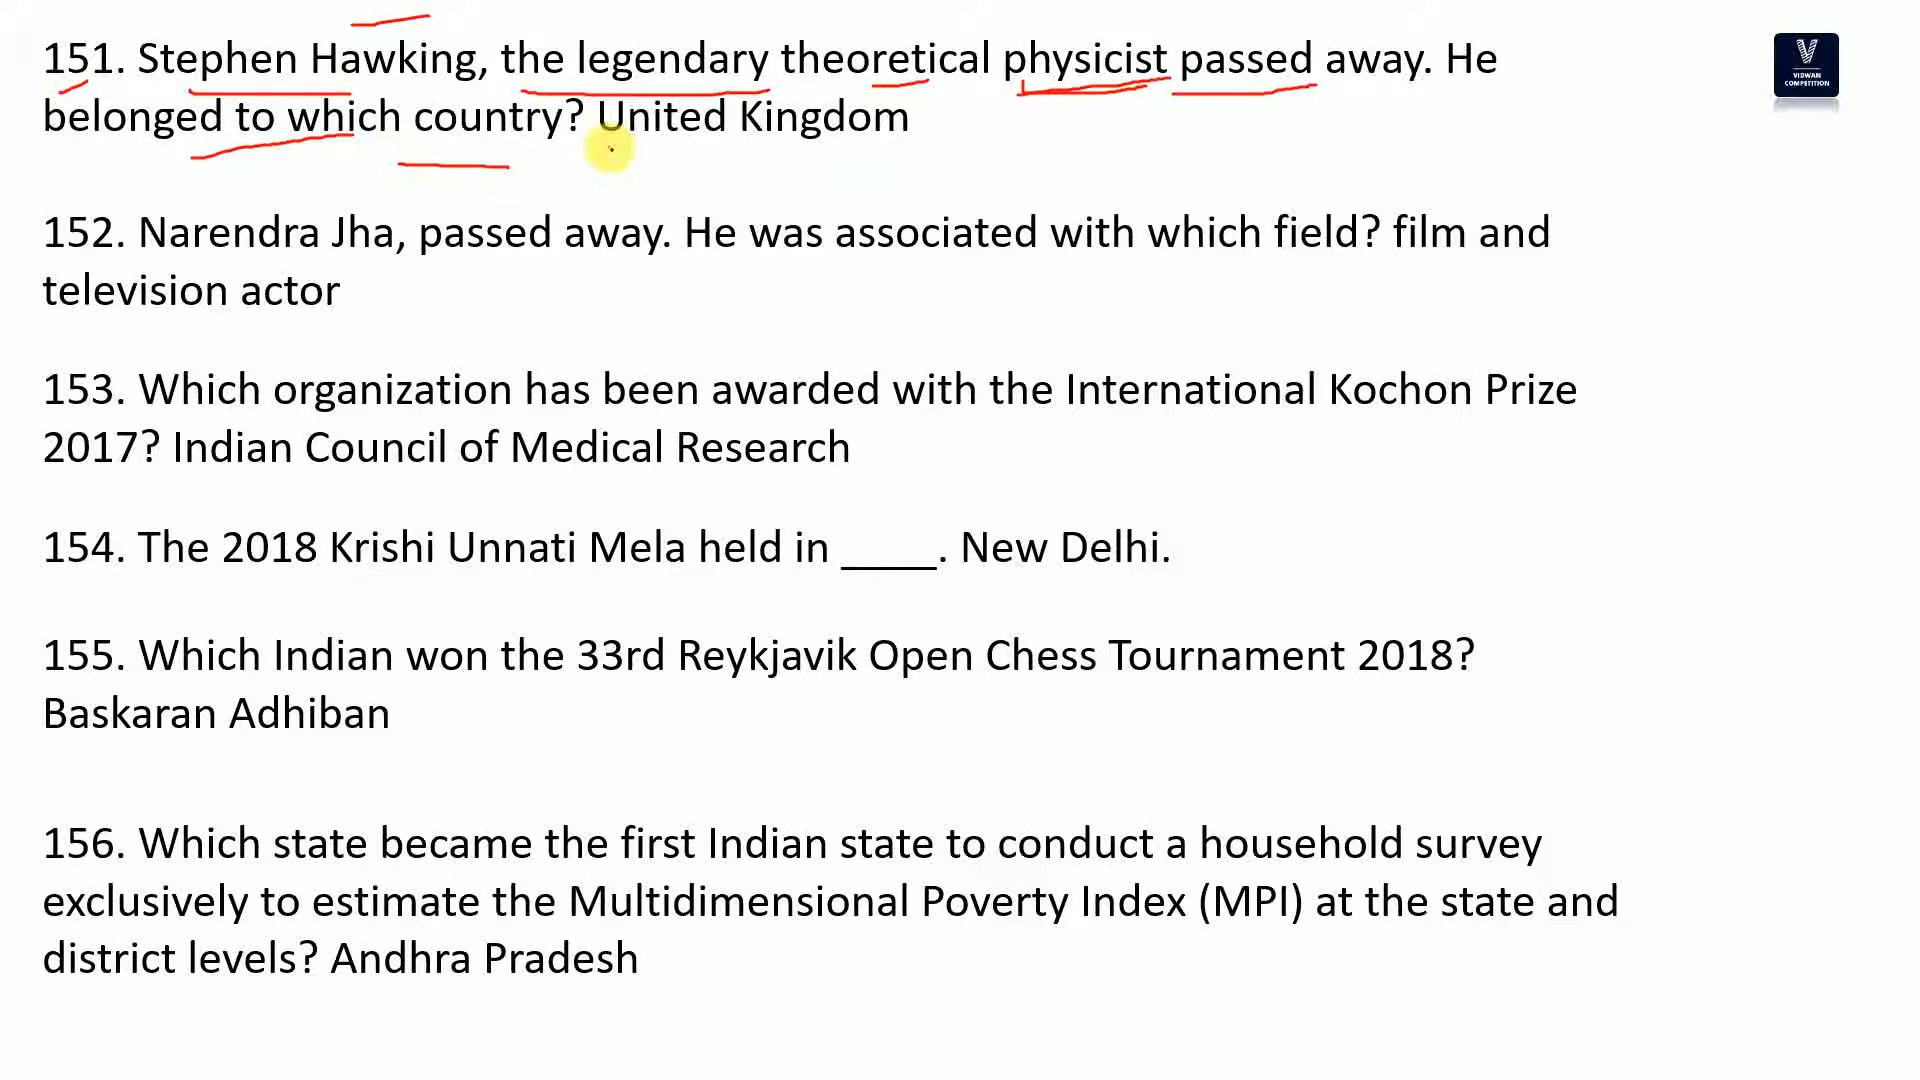 151. Stephen Hawking, the legendary theoretical physicist passed away. He
belonged to which country? United Kingdom
VIDWAN
COMPETITION
152. Narendra Jha, passed away. He was associated with which field? film and
television actor
153. Which organization has been awarded with the International Kochon Prize
2017? Indian Council of Medical Research
154. The 2018 Krishi Unnati Mela held in ____. New Delhi.
155. Which Indian won the 33rd Reykjavik Open Chess Tournament 2018?
Baskaran Adhiban
156. Which state became the first Indian state to conduct a household survey
exclusively to estimate the Multidimensional Poverty Index (MPI) at the state and
district levels? Andhra Pradesh